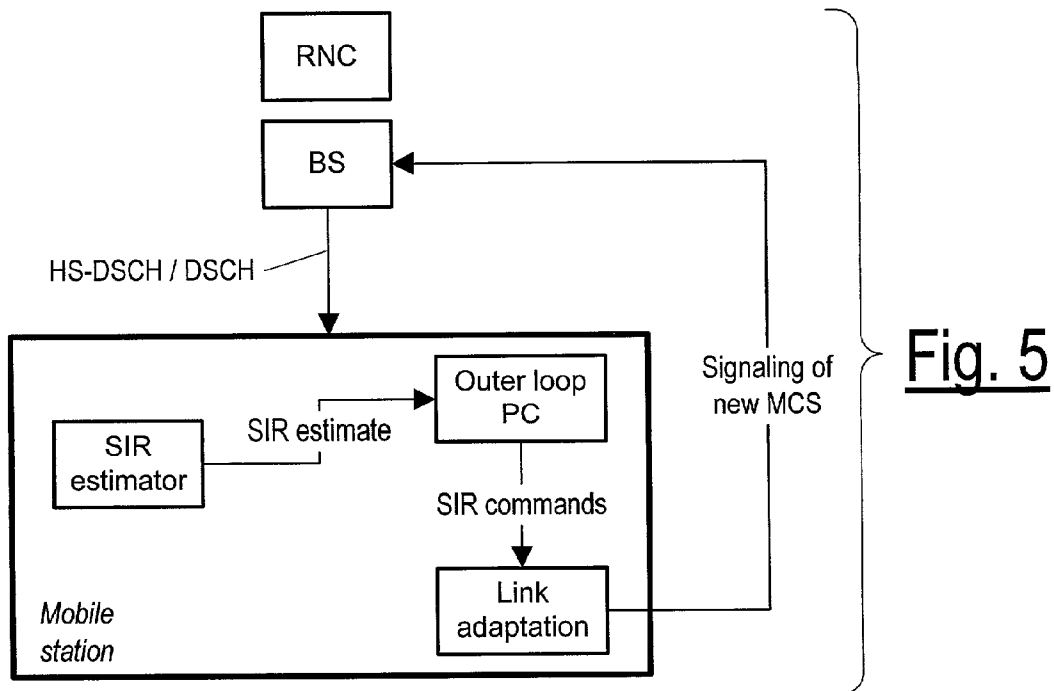 RNC
BS
HS-DSCH / DSCH
Outer loop
PC
SIR estimate
SIR
estimator
SIR commands
Link
adaptation
Mobile
station
Signaling of
new MCS
Fig. 5